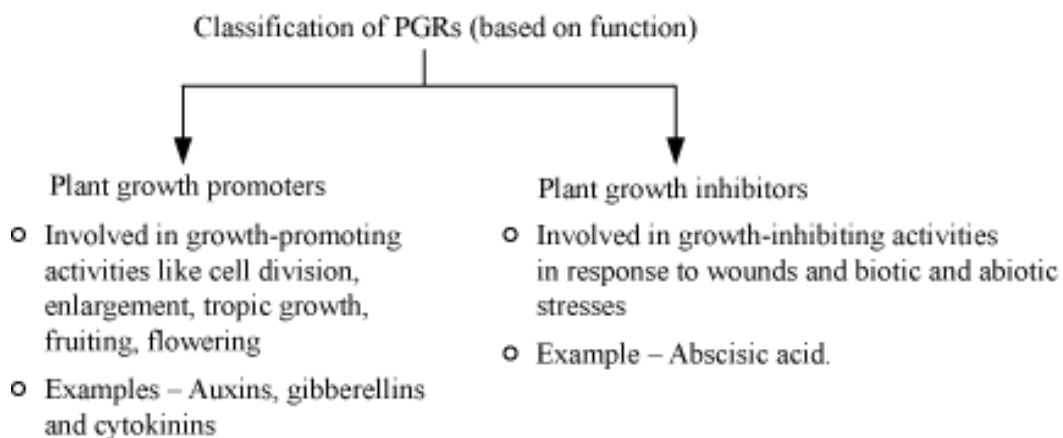 Classification of PGRs (based on function)
Plant growth promoters
Involved in growth-promoting
activities like cell division,
enlargement, tropic growth,
fruiting, flowering
Examples – Auxins, gibberellins
and cytokinins
Plant growth inhibitors
Involved in growth-inhibiting activities
in response to wounds and biotic and abiotic
stresses
Example – Abscisic acid.